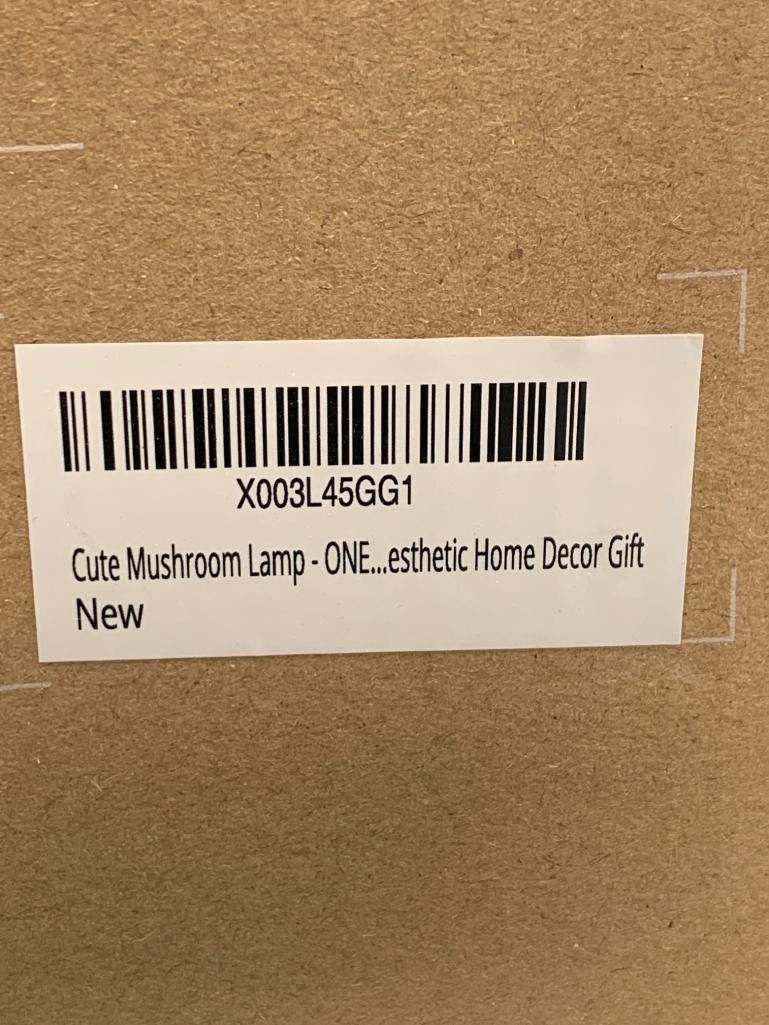 X003L45GG1
Cute Mushroom Lamp - ONE...esthetic Home Decor Gift
New